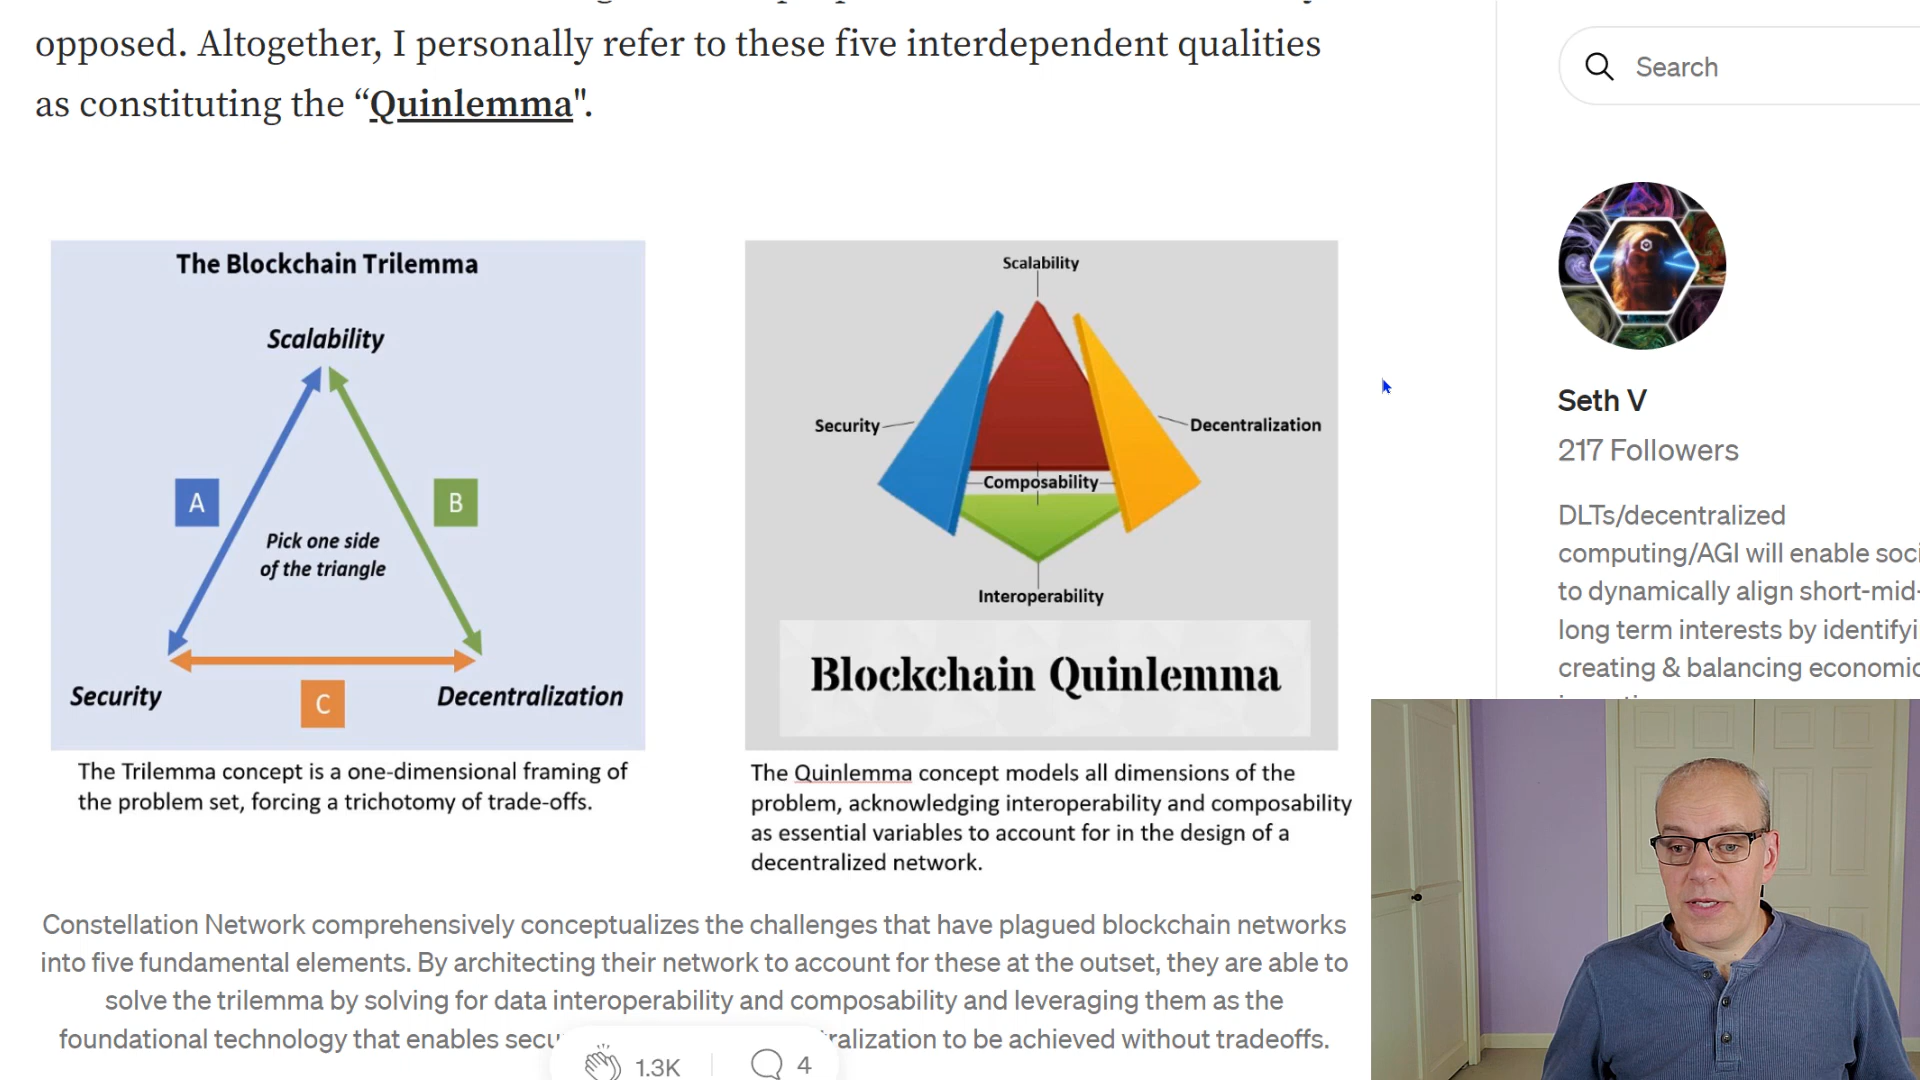 opposed. Altogether, I personally refer to these five interdependent qualities
as constituting the “Quinlemma".
Search
The Blockchain Trilemma
Scalability
A
B
Pick one side
of the triangle
Security
C
Decentralization
The Trilemma concept is a one-dimensional framing of
the problem set, forcing a trichotomy of trade-offs.
Scalability
Security
Decentralization
Composability
Interoperability
Blockchain Quinlemma
The Quinlemma concept models all dimensions of the
problem, acknowledging interoperability and composability
as essential variables to account for in the design of a
decentralized network.
Constellation Network comprehensively conceptualizes the challenges that have plagued blockchain networks
into five fundamental elements. By architecting their network to account for these at the outset, they are able to
solve the trilemma by solving for data interoperability and composability and leveraging them as the
foundational technology that enables secu ralization to be achieved without tradeoffs.
1.3K
4
Seth V
217 Followers
DLTs/decentralized
computing/AGI will enable soci
to dynamically align short-mid-
long term interests by identifyi
creating & balancing economic